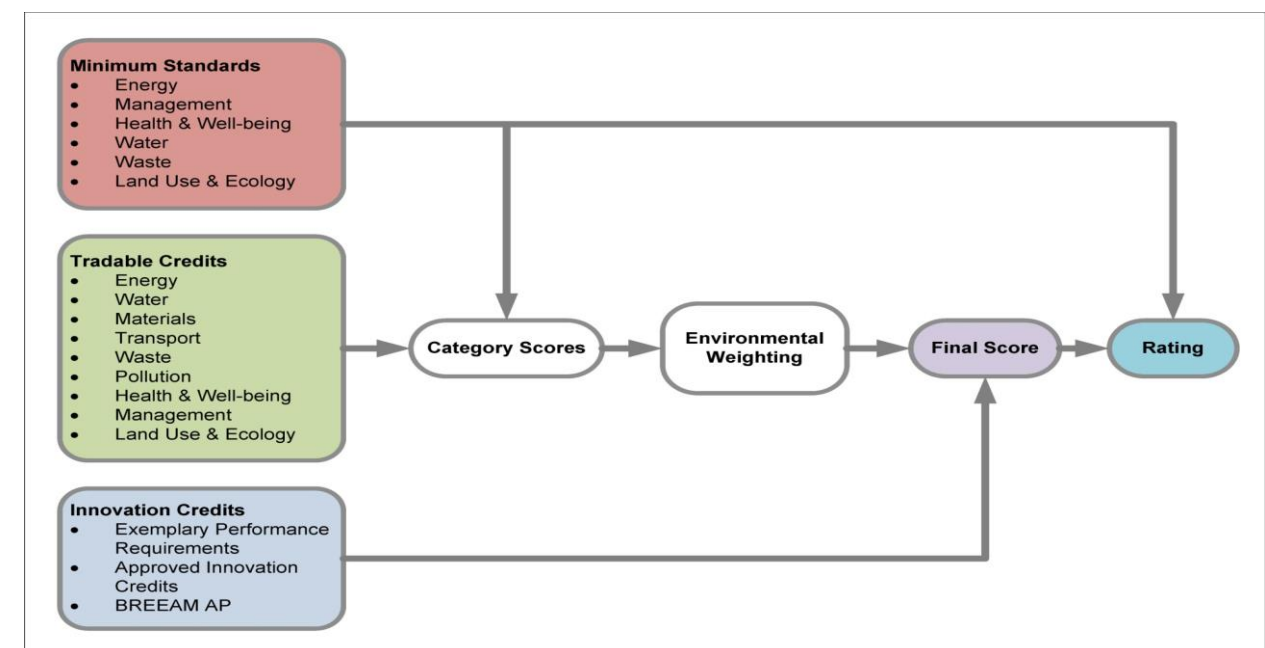 Minimum Standards
• Energy
• Management
• Health & Well-being
• Water
• Waste
• Land Use & Ecology
Tradable Credits
• Energy
• Water
• Materials
• Transport
• Waste
• Pollution
• Health & Well-being
• Management
• Land Use & Ecology
Innovation Credits
• Exemplary Performance
Requirements
• Approved Innovation
Credits
• BREEAM AP
Category Scores
Environmental
Weighting
Final Score
Rating